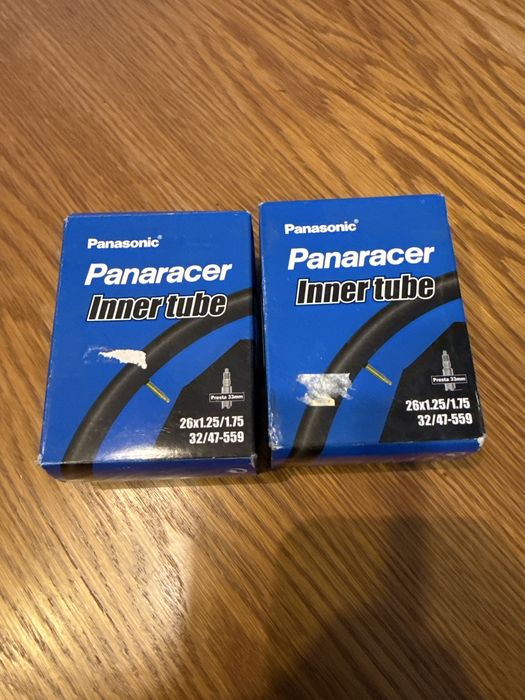 Panasonic®
Panaracer
Inner tube
Presta 33mm
26x1.25/1.75
32/47-559
Panasonic®
Panaracer
Inner tube
Presta 33mm
26x1.25/1.75
32/47-559